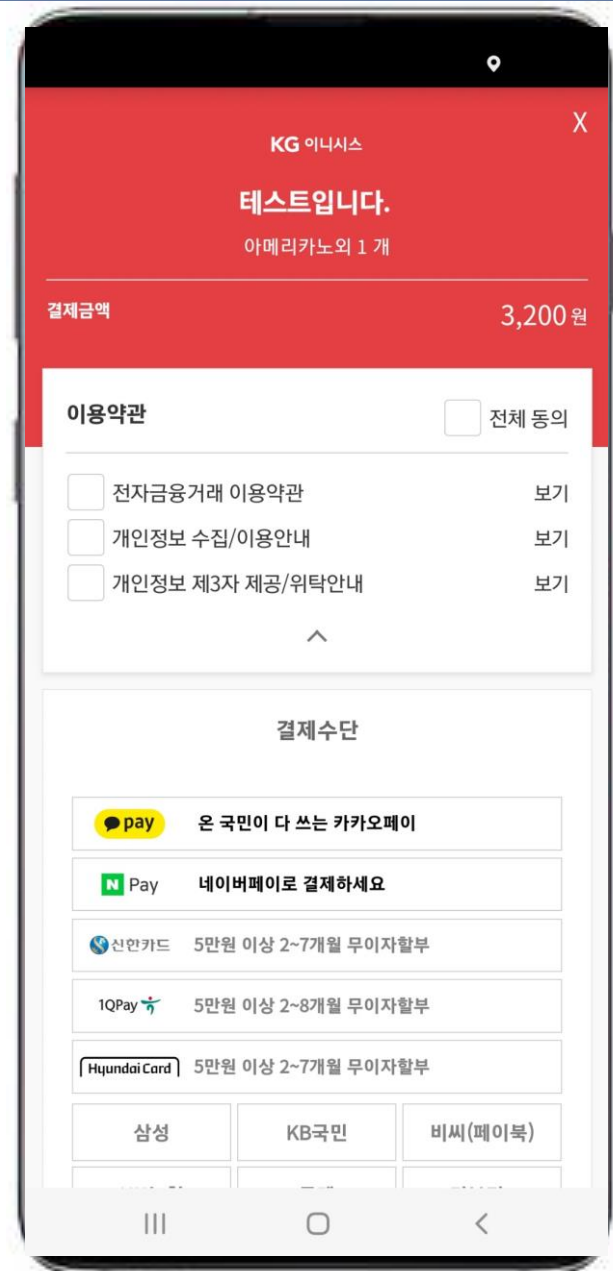 X
KG 이니시스
테스트입니다.
아메리카노외 1 개
결제금액 3,200 원
이용약관 전체 동의
전자금융거래 이용약관 보기
개인정보 수집/이용안내 보기
개인정보 제3자 제공/위탁안내 보기
결제수단
pay 온 국민이 다 쓰는 카카오페이
N Pay 네이버페이로 결제하세요
신한카드 5만원 이상 2~7개월 무이자할부
1QPay 5만원 이상 2~8개월 무이자할부
Hyundai Card 5만원 이상 2~7개월 무이자할부
삼성 KB국민 비씨(페이북)